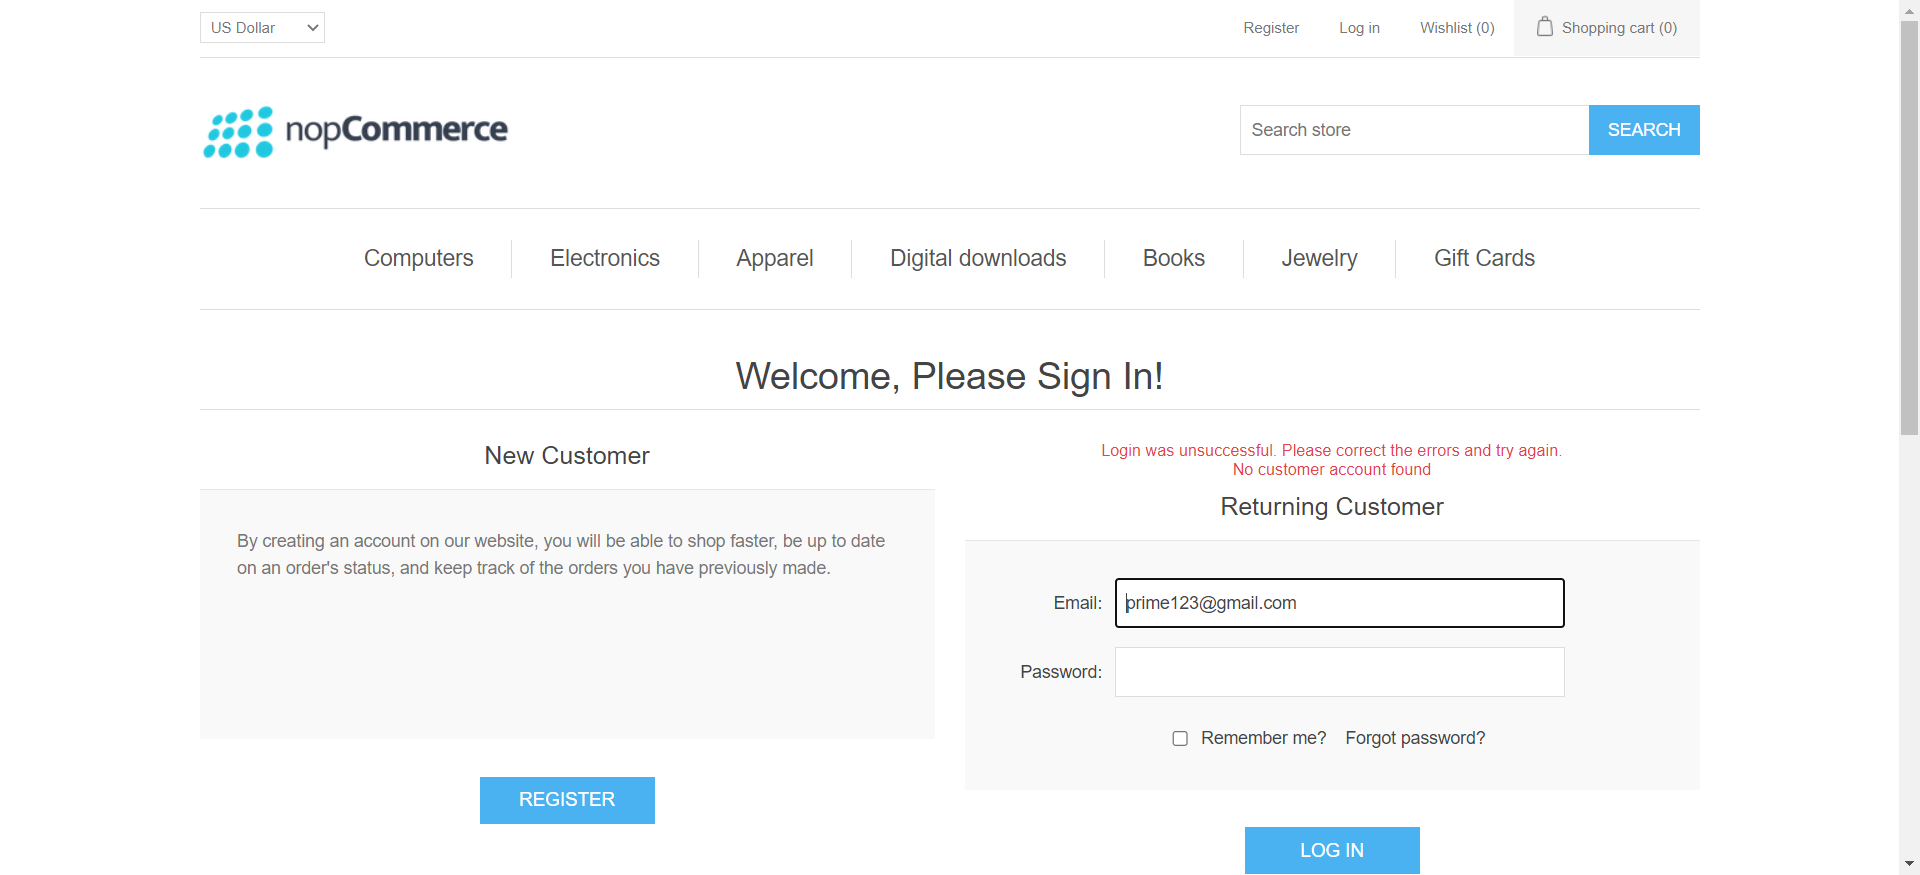 US Dollar
Register
Log in
Wishlist (0)
Shopping cart (0)
nopCommerce
Search store
SEARCH
Computers
Electronics
Apparel
Digital downloads
Books
Jewelry
Gift Cards
Welcome, Please Sign In!
New Customer
By creating an account on our website, you will be able to shop faster, be up to date
on an order's status, and keep track of the orders you have previously made.
REGISTER
Login was unsuccessful. Please correct the errors and try again.
No customer account found
Returning Customer
Email: prime123@gmail.com
Password:
Remember me? Forgot password?
LOG IN